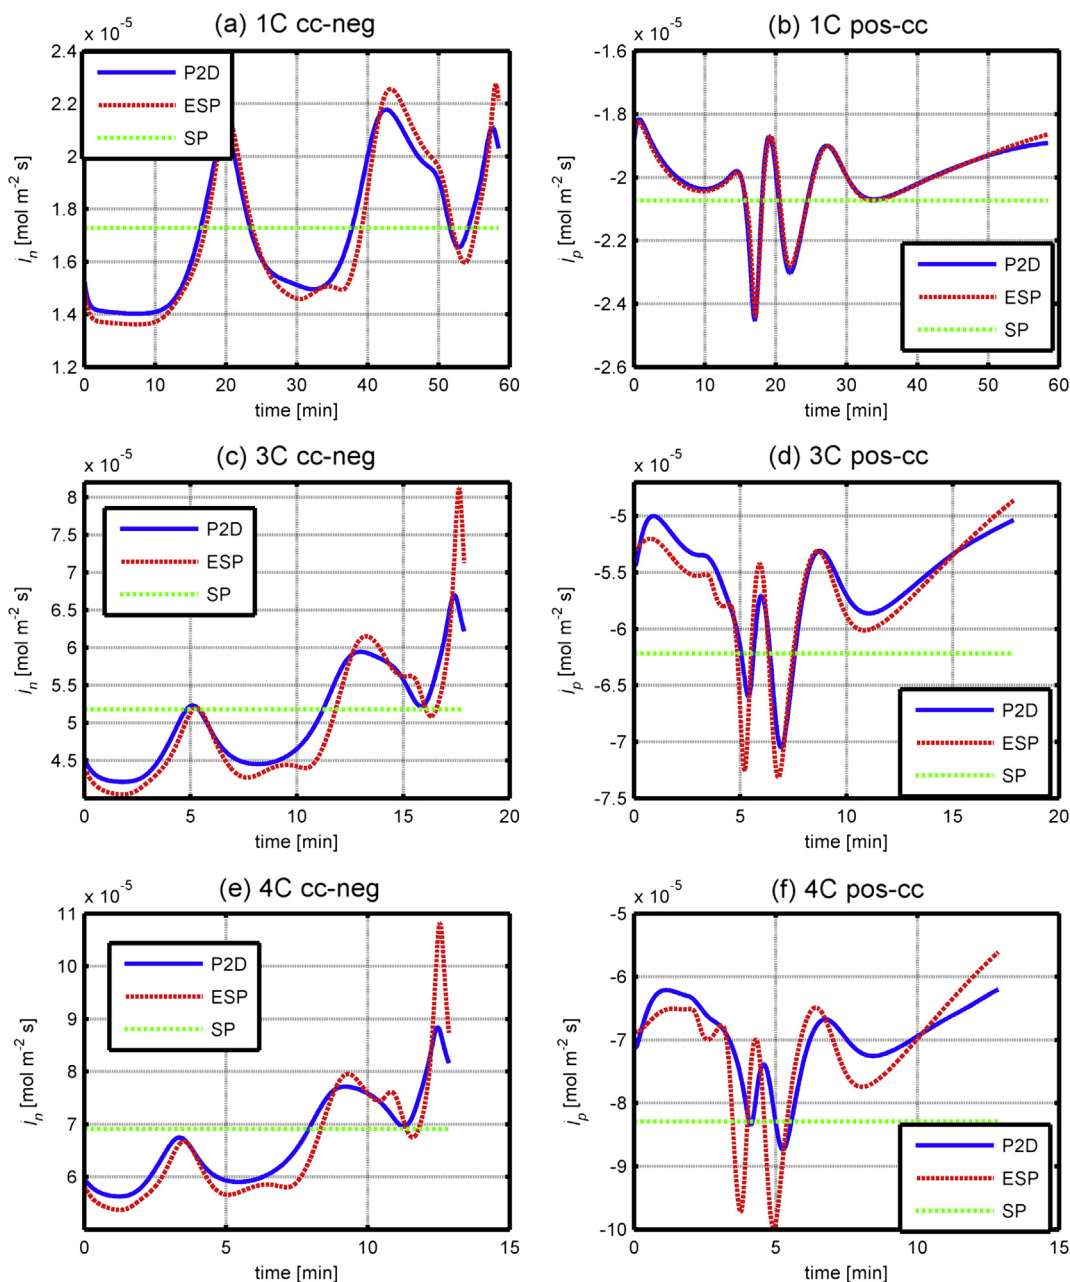 (a) 1C cc-neg
x 10⁻⁵
2.4
2.2
2
1.8
1.6
1.4
1.2
jₙ [mol m⁻² s]
P2D
ESP
SP
0 10 20 30 40 50 60
time [min]
(b) 1C pos-cc
x 10⁻⁵
-1.6
-1.8
-2
-2.2
-2.4
-2.6
jₚ [mol m⁻² s]
P2D
ESP
SP
0 10 20 30 40 50 60
time [min]
(c) 3C cc-neg
x 10⁻⁵
8
7.5
7
6.5
6
5.5
5
4.5
jₙ [mol m⁻² s]
P2D
ESP
SP
0 5 10 15 20
time [min]
(d) 3C pos-cc
x 10⁻⁵
-5
-5.5
-6
-6.5
-7
-7.5
jₚ [mol m⁻² s]
P2D
ESP
SP
0 5 10 15 20
time [min]
(e) 4C cc-neg
x 10⁻⁵
11
10
9
8
7
6
jₙ [mol m⁻² s]
P2D
ESP
SP
0 5 10 15
time [min]
(f) 4C pos-cc
x 10⁻⁵
-5
-6
-7
-8
-9
-10
jₚ [mol m⁻² s]
P2D
ESP
SP
0 5 10 15
time [min]